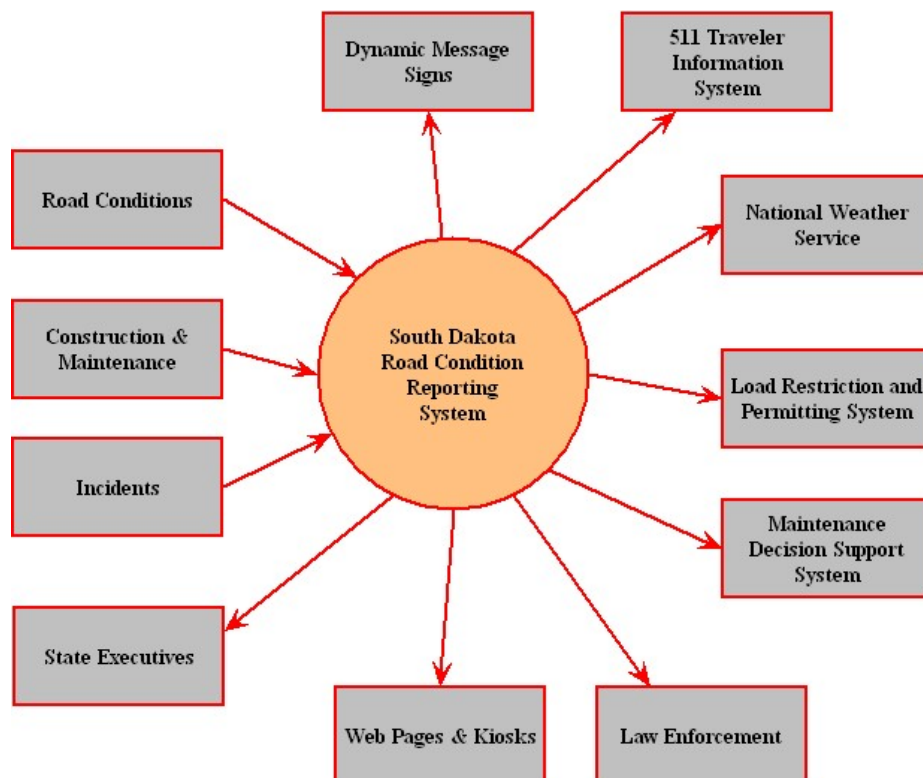 Dynamic Message
Signs
511 Traveler
Information
System
Road Conditions
National Weather
Service
Construction &
Maintenance
South Dakota
Road Condition
Reporting
System
Load Restriction and
Permitting System
Incidents
Maintenance
Decision Support
System
State Executives
Web Pages & Kiosks
Law Enforcement